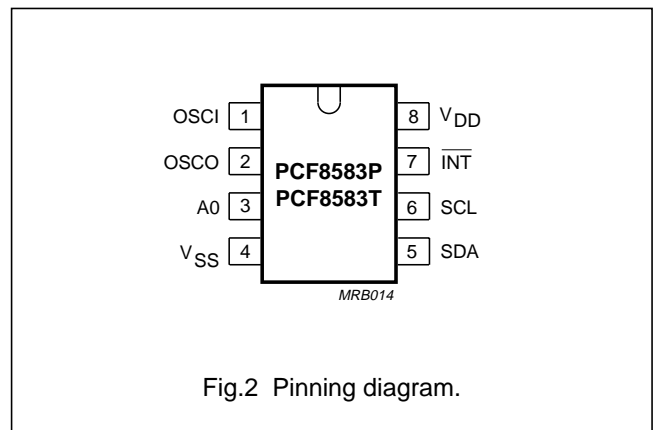 OSCI 1 8 VDD
OSCO 2 7 INT
PCF8583P
PCF8583T
A0 3 6 SCL
VSS 4 5 SDA
MRB014
Fig.2 Pinning diagram.